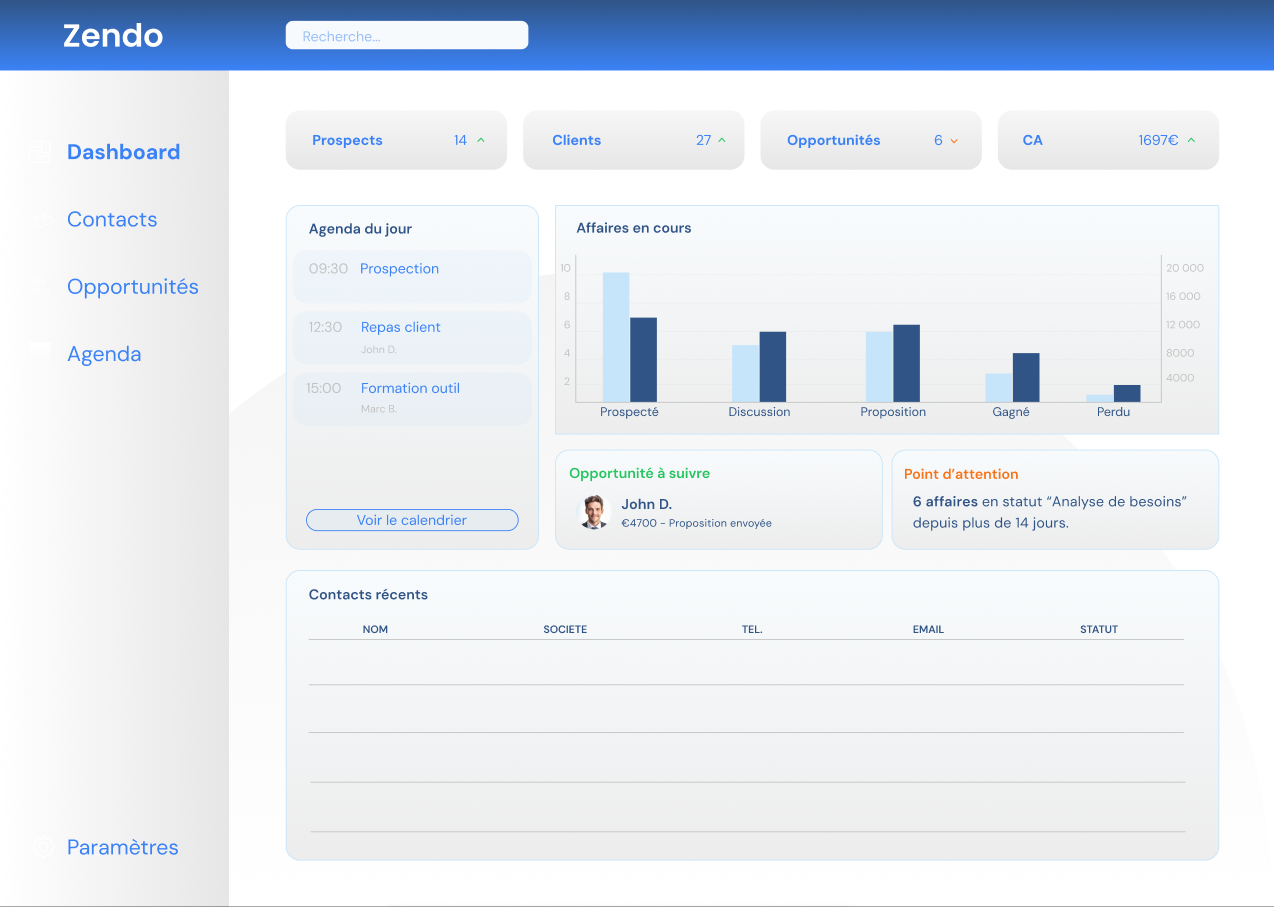 Zendo
Recherche...
Dashboard
Contacts
Opportunités
Agenda
Paramètres
Prospects 14
Clients 27
Opportunités 6
CA 1697€
Agenda du jour
09:30 Prospection
12:30 Repas client
John D.
15:00 Formation outil
Marc B.
Voir le calendrier
Affaires en cours
10
8
6
4
2
20 000
16 000
12 000
8000
4000
Prospecté Discussion Proposition Gagné Perdu
Opportunité à suivre
John D.
€4700 - Proposition envoyée
Point d’attention
6 affaires en statut “Analyse de besoins”
depuis plus de 14 jours.
Contacts récents
NOM SOCIETE TEL. EMAIL STATUT